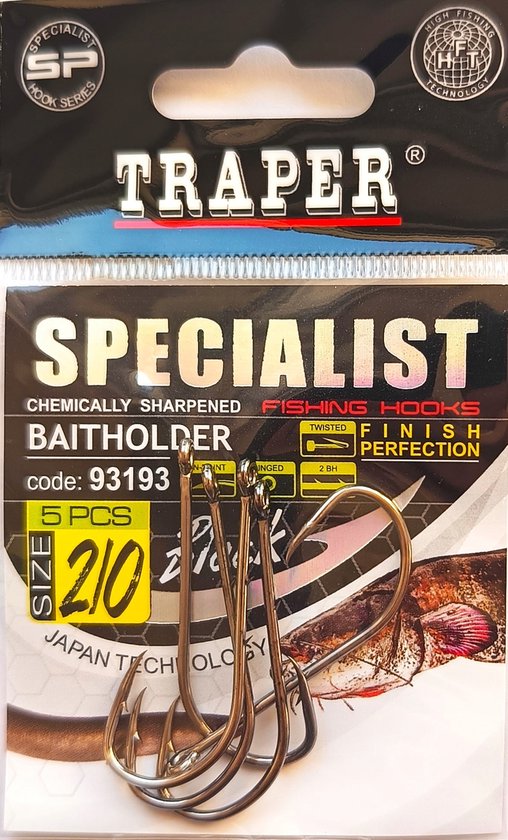 SPECIALIST
SP
HOOK SERIES
HIGH FISHING
HFT
TECHNOLOGY
TRAPER®
SPECIALIST
CHEMICALLY SHARPENED FISHING HOOKS
BAITHOLDER
TWISTED
FINISH
PERFECTION
code: 93193
2 BH
5 PCS
SIZE 2/0
Black
JAPAN TECHNOLOGY